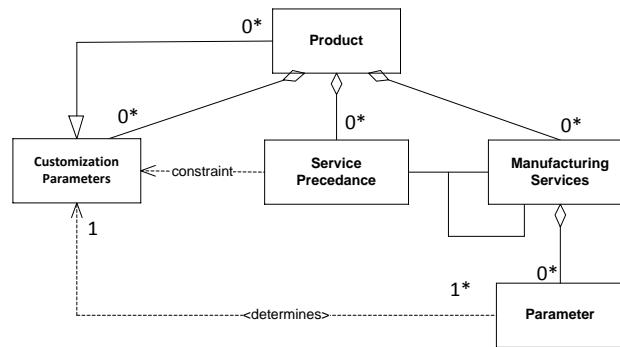 0*
Product
0*
0*
0*
Customization
Parameters
constraint
Service
Precedance
Manufacturing
Services
1
1*
0*
<determines>
Parameter